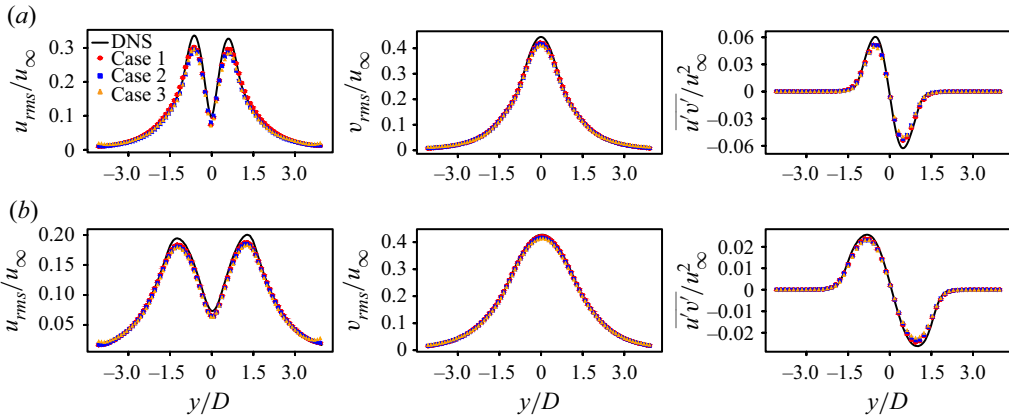 (a)
DNS
Case 1
Case 2
Case 3
u_rms/u_∞
0.3
0.2
0.1
0
−3.0 −1.5 0 1.5 3.0
v_rms/u_∞
0.4
0.3
0.2
0.1
0
−3.0 −1.5 0 1.5 3.0
u′v′/u²_∞
0.06
0.03
0
−0.03
−0.06
−3.0 −1.5 0 1.5 3.0
(b)
u_rms/u_∞
0.20
0.15
0.10
0.05
−3.0 −1.5 0 1.5 3.0
y/D
v_rms/u_∞
0.4
0.3
0.2
0.1
0
−3.0 −1.5 0 1.5 3.0
y/D
u′v′/u²_∞
0.02
0.01
0
−0.01
−0.02
−3.0 −1.5 0 1.5 3.0
y/D